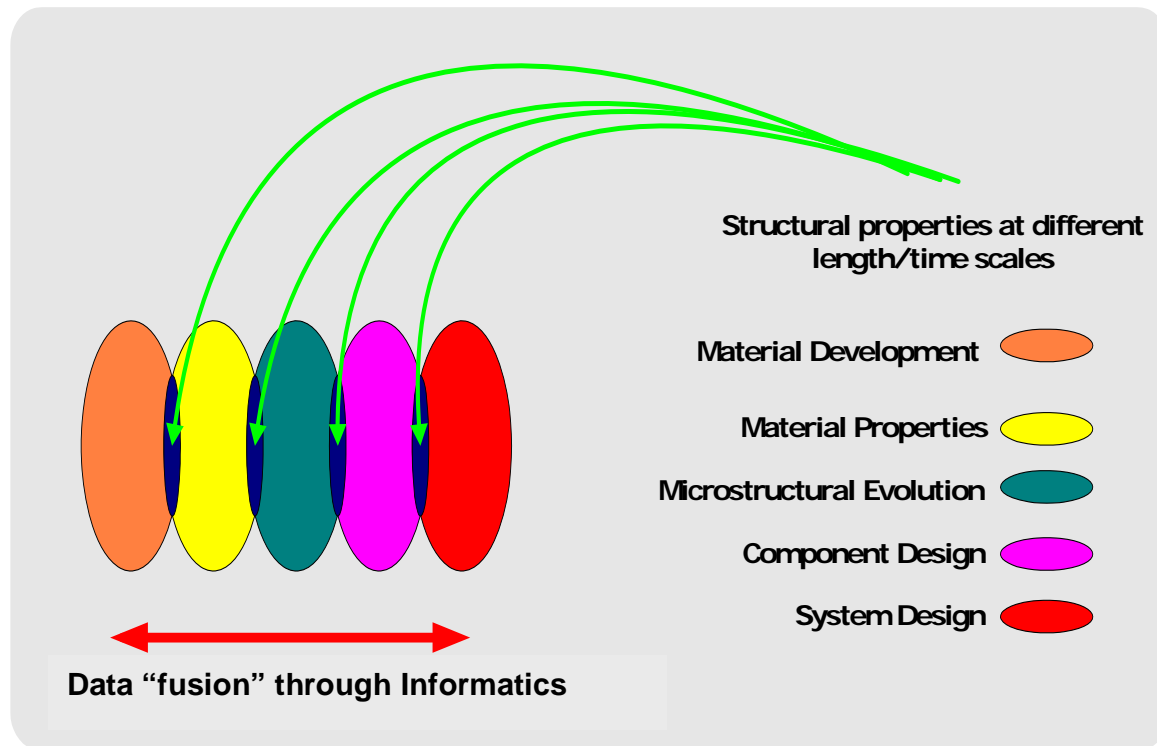 Structural properties at different
length/time scales
Material Development
Material Properties
Microstructural Evolution
Component Design
System Design
Data “fusion” through Informatics